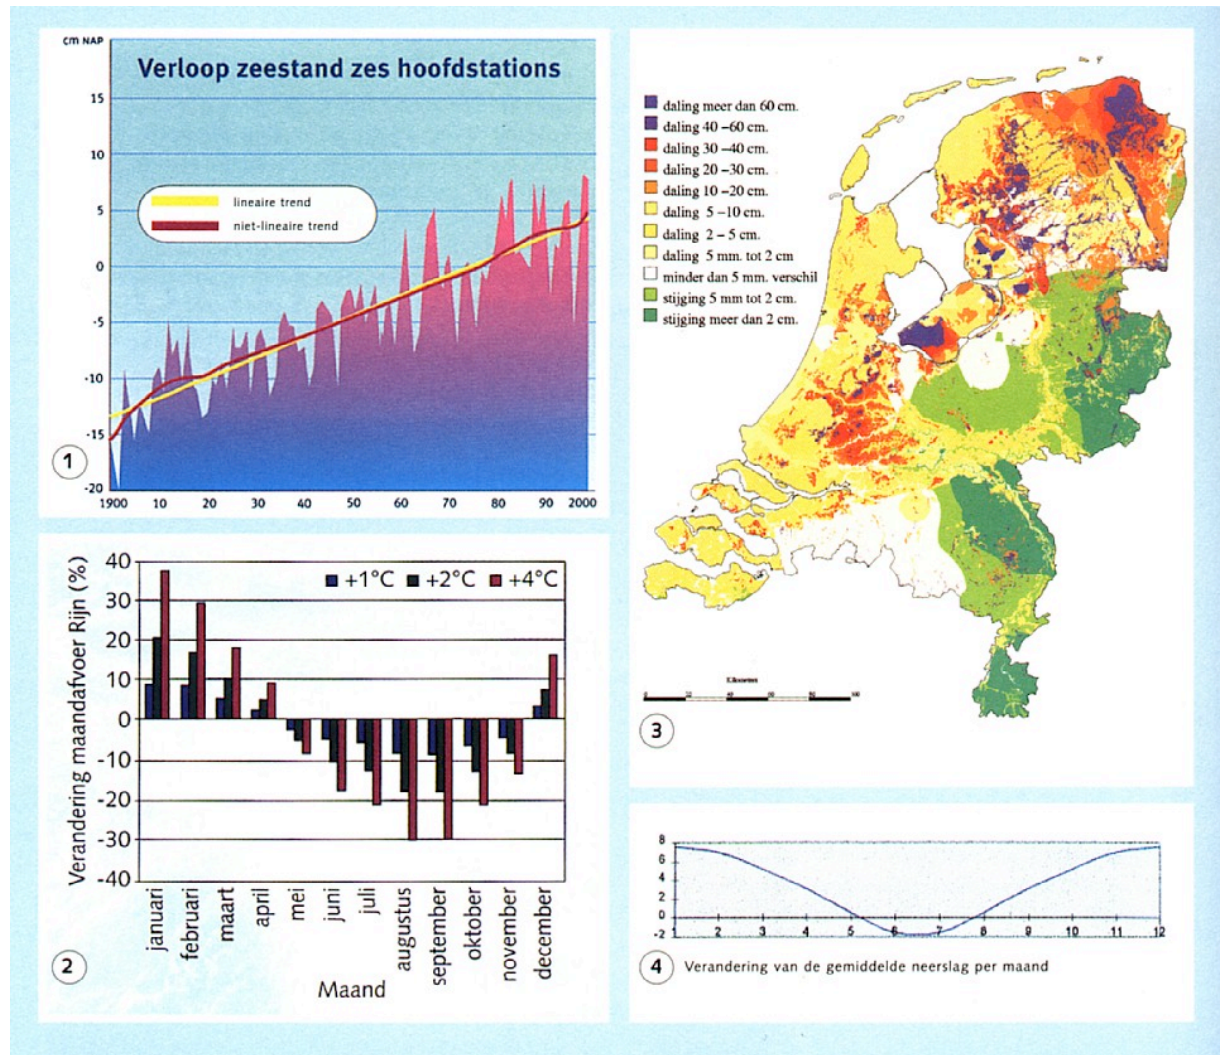 cm NAP
Verloop zeestand zes hoofdstations
15
10
5
0
-5
-10
-15
-20
lineaire trend
niet-lineaire trend
1900 10 20 30 40 50 60 70 80 90 2000
1
daling meer dan 60 cm.
daling 40 –60 cm.
daling 30 –40 cm.
daling 20 –30 cm.
daling 10 –20 cm.
daling 5 –10 cm.
daling 2 – 5 cm.
daling 5 mm. tot 2 cm
minder dan 5 mm. verschil
stijging 5 mm tot 2 cm.
stijging meer dan 2 cm.
Kilometers
0 20 40 60 80 100
3
Verandering maandafvoer Rijn (%)
40
30
20
10
0
-10
-20
-30
-40
+1°C +2°C +4°C
januari
februari
maart
april
mei
juni
juli
augustus
september
oktober
november
december
Maand
2
8
6
4
2
0
-2
1 2 3 4 5 6 7 8 9 10 11 12
4
Verandering van de gemiddelde neerslag per maand